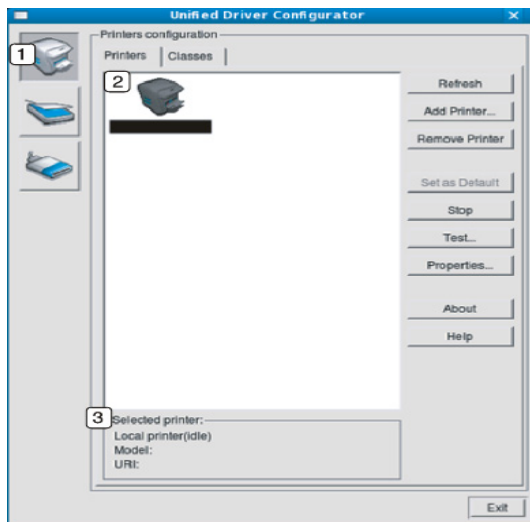 Unified Driver Configurator
Printers configuration
Printers
Classes
1
2
Refresh
Add Printer...
Remove Printer
Set as Default
Stop
Test...
Properties...
About
Help
3
Selected printer:
Local printer(idle)
Model:
URI:
Exit